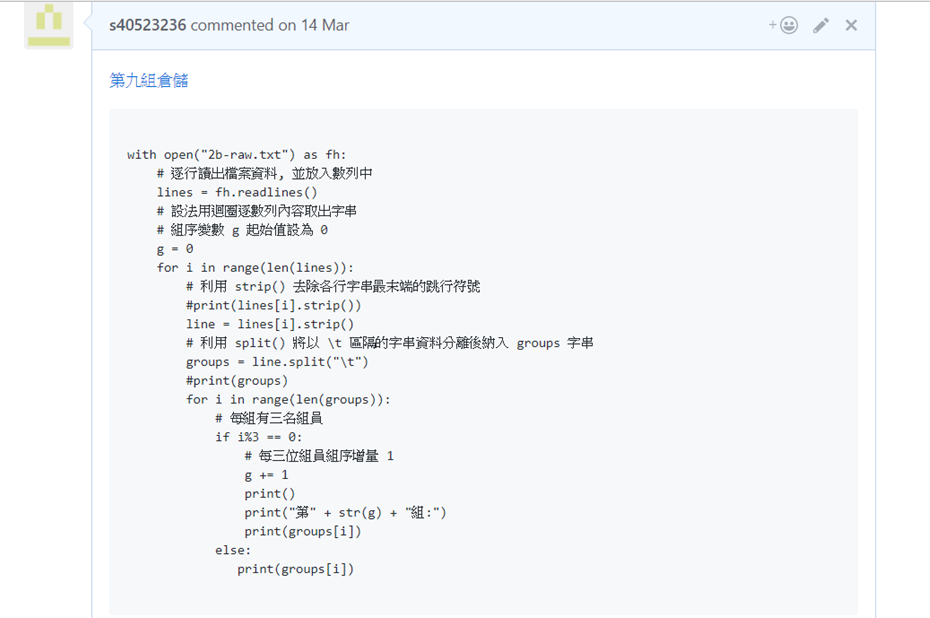 s40523236 commented on 14 Mar
第九組倉儲
with open("2b-raw.txt") as fh:
    # 逐行讀出檔案資料, 並放入數列中
    lines = fh.readlines()
    # 設法用迴圈逐數列內容取出字串
    # 組序變數 g 起始值設為 0
    g = 0
    for i in range(len(lines)):
        # 利用 strip() 去除各行字串最末端的跳行符號
        #print(lines[i].strip())
        line = lines[i].strip()
        # 利用 split() 將以 \t 區隔的字串資料分離後納入 groups 字串
        groups = line.split("\t")
        #print(groups)
        for i in range(len(groups)):
            # 每組有三名組員
            if i%3 == 0:
                # 每三位組員組序增量 1
                g += 1
                print()
                print("第" + str(g) + "組:")
                print(groups[i])
            else:
               print(groups[i])